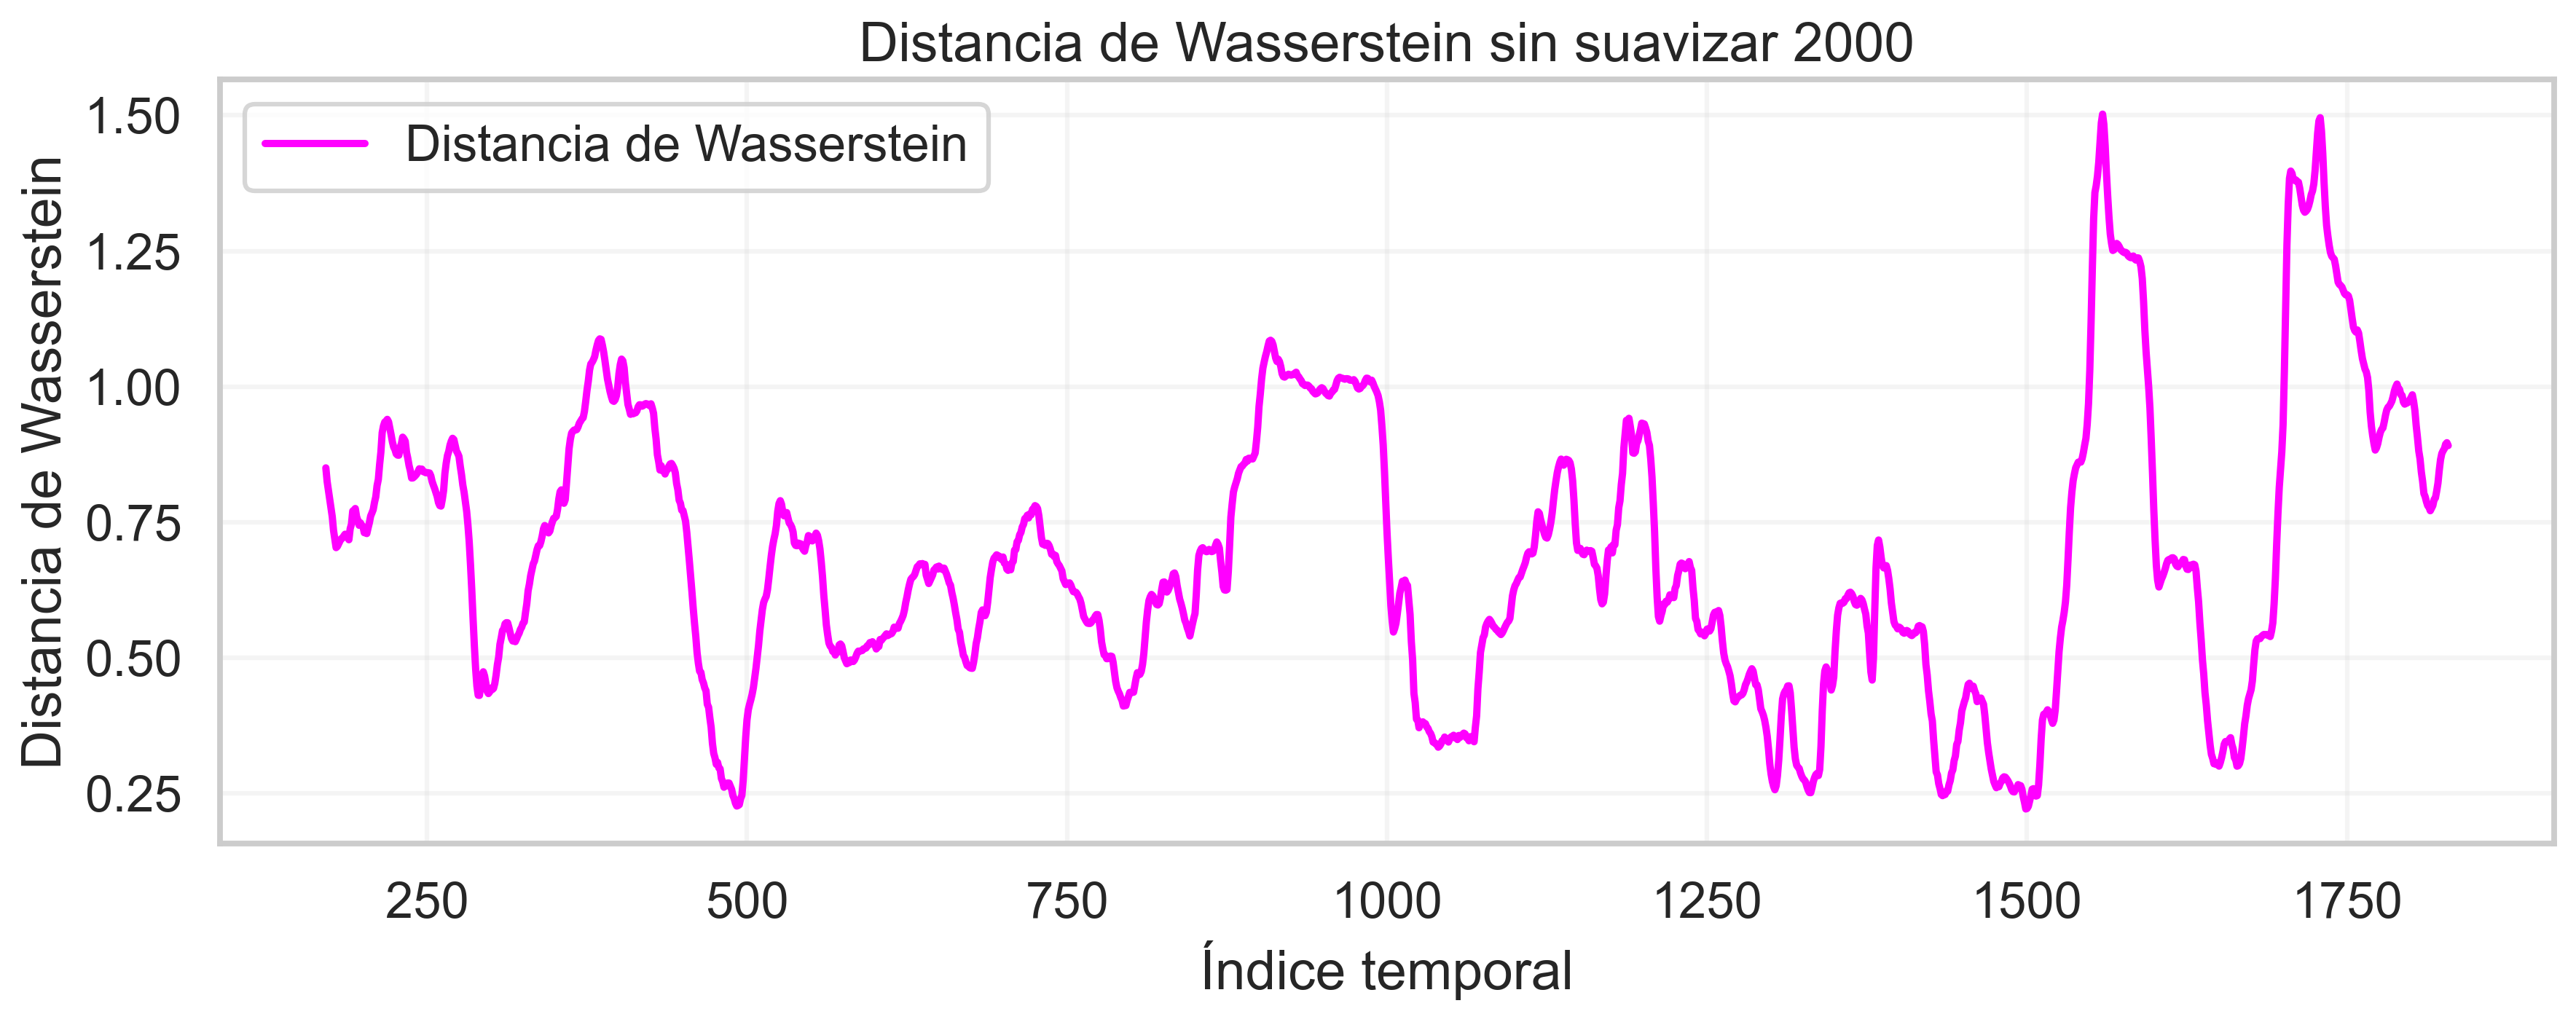 Distancia de Wasserstein sin suavizar 2000
Distancia de Wasserstein
Distancia de Wasserstein
1.50
1.25
1.00
0.75
0.50
0.25
250 500 750 1000 1250 1500 1750
Índice temporal